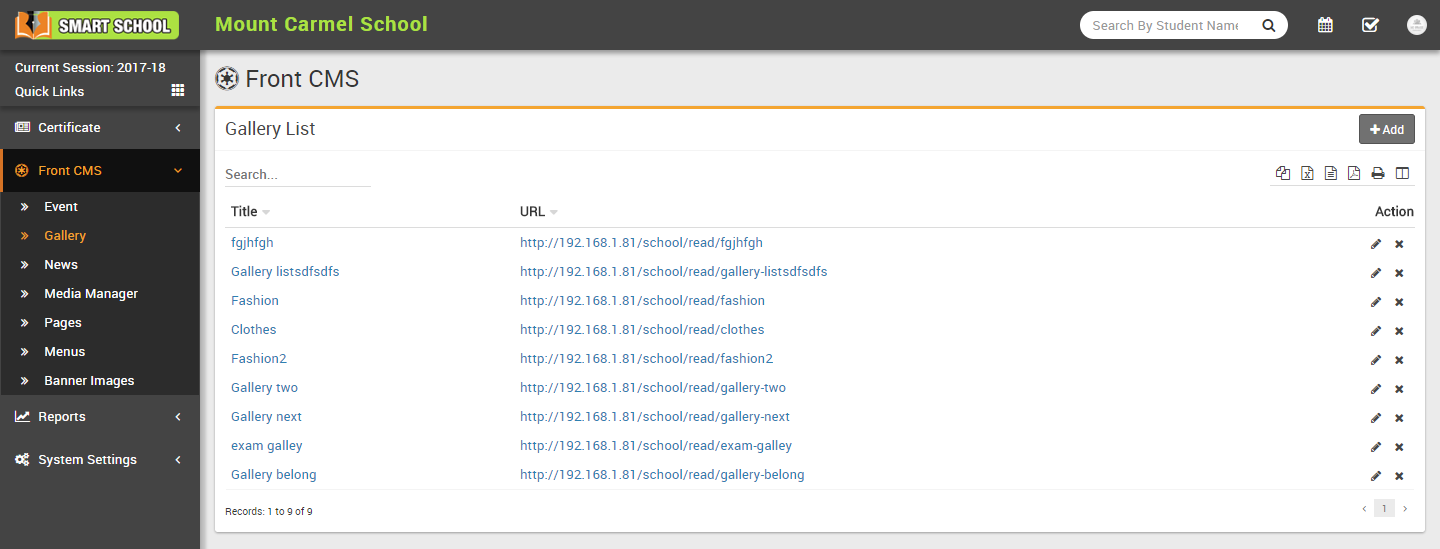 SMART SCHOOL
Mount Carmel School
Search By Student Name
Current Session: 2017-18
Quick Links
Certificate
Front CMS
Event
Gallery
News
Media Manager
Pages
Menus
Banner Images
Reports
System Settings
Front CMS
Gallery List
Add
Search...
Title URL Action
fgjhfgh http://192.168.1.81/school/read/fgjhfgh
Gallery listsdfsdfs http://192.168.1.81/school/read/gallery-listsdfsdfs
Fashion http://192.168.1.81/school/read/fashion
Clothes http://192.168.1.81/school/read/clothes
Fashion2 http://192.168.1.81/school/read/fashion2
Gallery two http://192.168.1.81/school/read/gallery-two
Gallery next http://192.168.1.81/school/read/gallery-next
exam galley http://192.168.1.81/school/read/exam-galley
Gallery belong http://192.168.1.81/school/read/gallery-belong
Records: 1 to 9 of 9
1